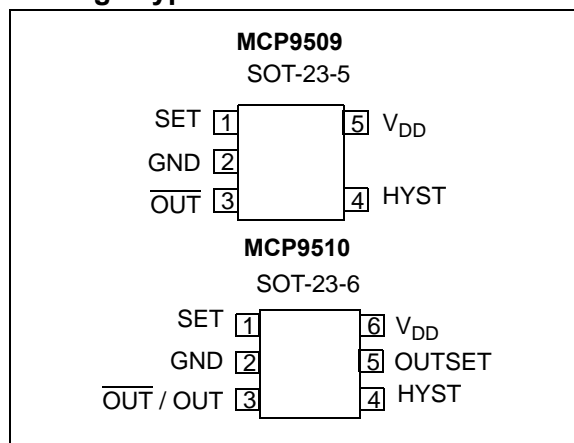 MCP9509
SOT-23-5
SET 1 5 VDD
GND 2
OUT 3 4 HYST
MCP9510
SOT-23-6
SET 1 6 VDD
GND 2 5 OUTSET
OUT / OUT 3 4 HYST